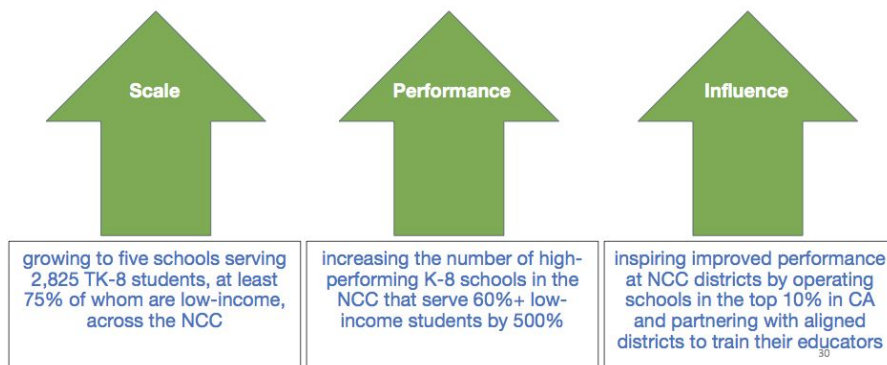 Scale
Performance
Influence
growing to five schools serving
2,825 TK-8 students, at least
75% of whom are low-income,
across the NCC
increasing the number of high-
performing K-8 schools in the
NCC that serve 60%+ low-
income students by 500%
inspiring improved performance
at NCC districts by operating
schools in the top 10% in CA
and partnering with aligned
districts to train their educators
30